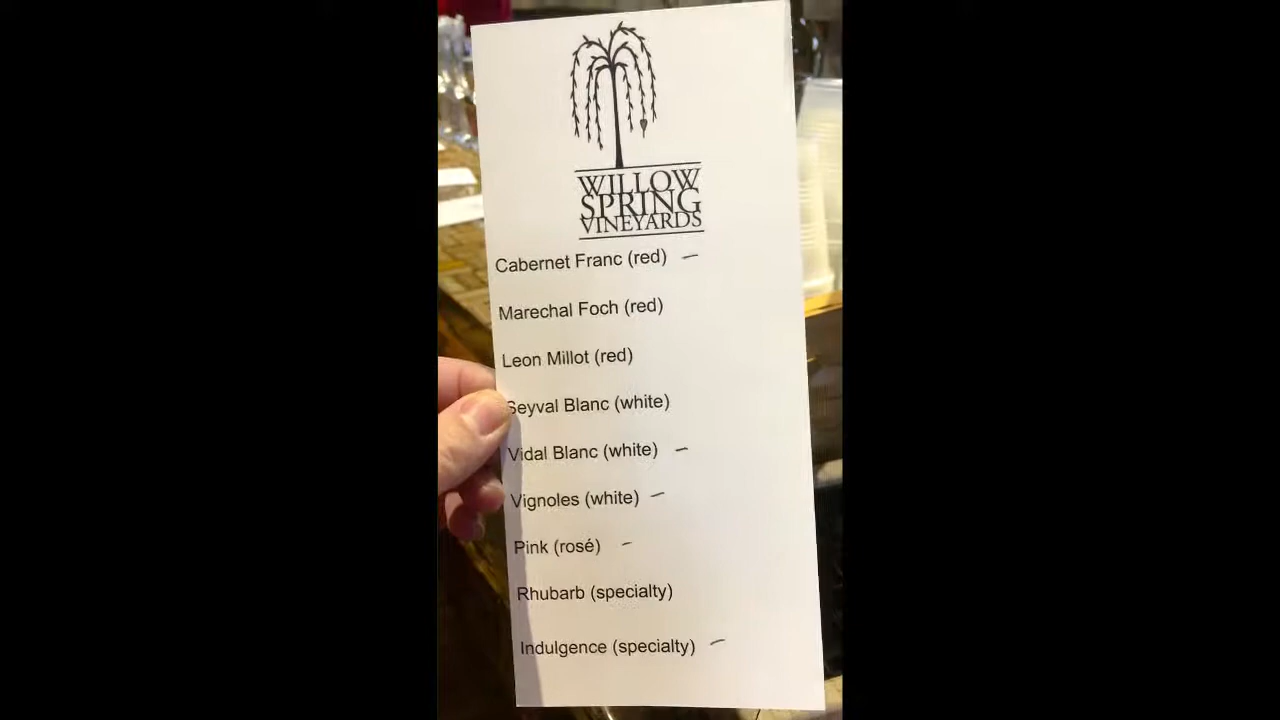 WILLOW
SPRING
VINEYARDS
Cabernet Franc (red) –
Marechal Foch (red)
Leon Millot (red)
Seyval Blanc (white)
Vidal Blanc (white) –
Vignoles (white) –
Pink (rosé) –
Rhubarb (specialty)
Indulgence (specialty) –